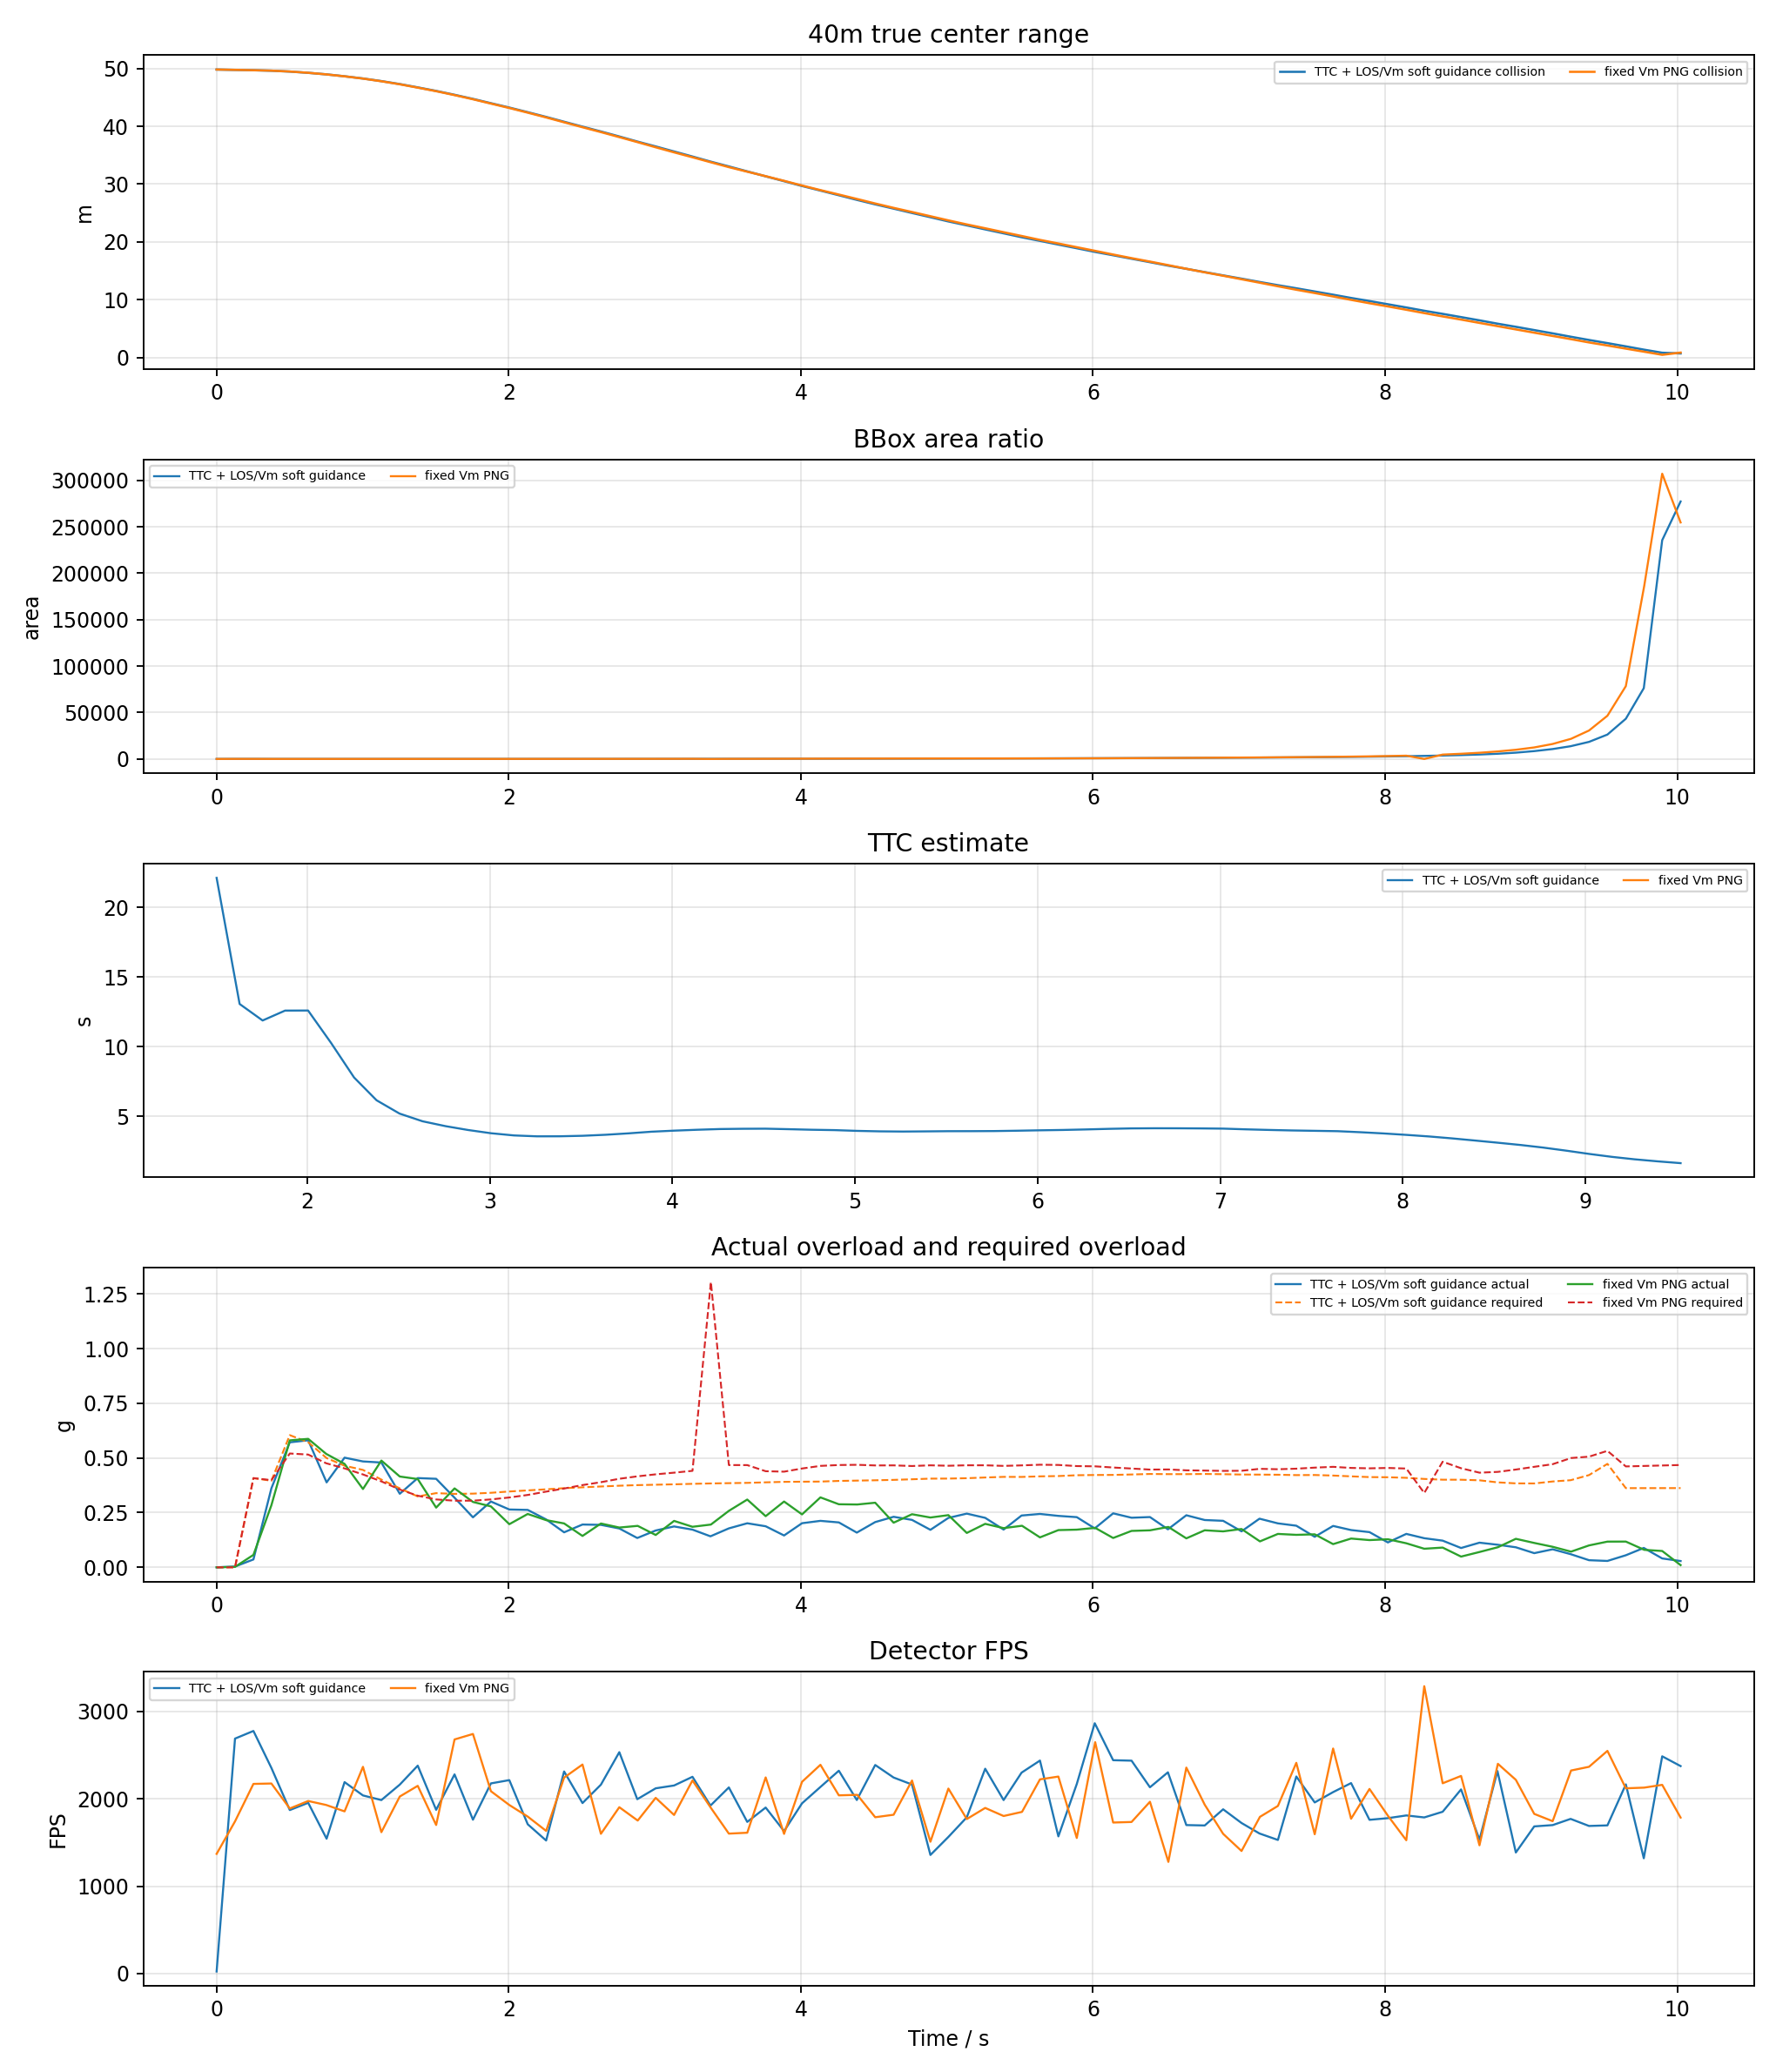 40m true center range
TTC + LOS/Vm soft guidance collision fixed Vm PNG collision
50
40
30
20
10
0
m
0 2 4 6 8 10
BBox area ratio
TTC + LOS/Vm soft guidance fixed Vm PNG
300000
250000
200000
150000
100000
50000
0
area
0 2 4 6 8 10
TTC estimate
TTC + LOS/Vm soft guidance fixed Vm PNG
20
15
10
5
s
2 3 4 5 6 7 8 9
Actual overload and required overload
TTC + LOS/Vm soft guidance actual fixed Vm PNG actual
TTC + LOS/Vm soft guidance required fixed Vm PNG required
1.25
1.00
0.75
0.50
0.25
0.00
g
0 2 4 6 8 10
Detector FPS
TTC + LOS/Vm soft guidance fixed Vm PNG
3000
2000
1000
0
FPS
0 2 4 6 8 10
Time / s